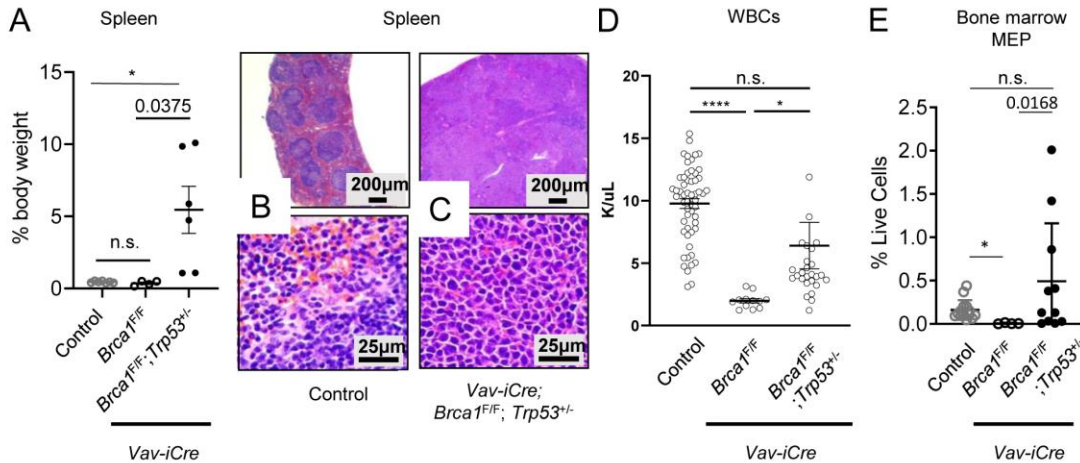 A
Spleen
% body weight
15
10
5
0
*
0.0375
n.s.
Control
Brca1F/F
Brca1F/F; Trp53+/-
Vav-iCre
Spleen
200μm
200μm
B
C
25μm
25μm
Control
Vav-iCre;
Brca1F/F; Trp53+/-
D
WBCs
K/uL
20
15
10
5
0
n.s.
****
*
Control
Brca1F/F
Brca1F/F
;Trp53+/-
Vav-iCre
E
Bone marrow
MEP
% Live Cells
2.5
2.0
1.5
1.0
0.5
0.0
n.s.
0.0168
*
Control
Brca1F/F
Brca1F/F
;Trp53+/-
Vav-iCre